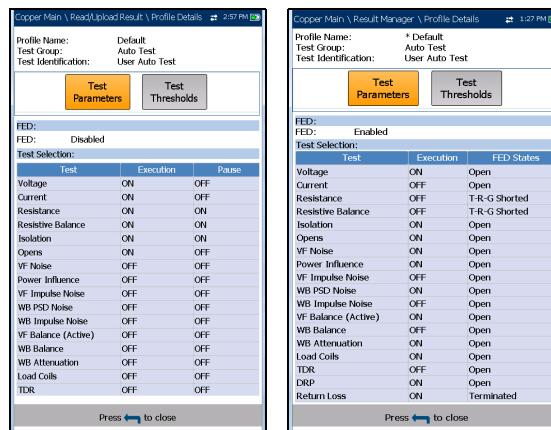 Copper Main \ Read/Upload Result \ Profile Details 2:57 PM
Profile Name: Default
Test Group: Auto Test
Test Identification: User Auto Test
Test Parameters
Test Thresholds
FED:
FED: Disabled
Test Selection:
Test Execution Pause
Voltage ON OFF
Current ON OFF
Resistance ON ON
Resistive Balance ON ON
Isolation ON ON
Opens ON OFF
VF Noise OFF OFF
Power Influence OFF OFF
VF Impulse Noise OFF OFF
WB PSD Noise OFF OFF
WB Impulse Noise OFF OFF
VF Balance (Active) OFF OFF
WB Balance OFF OFF
WB Attenuation OFF OFF
Load Coils OFF OFF
TDR OFF OFF
Press to close
Copper Main \ Result Manager \ Profile Details 1:27 PM
Profile Name: * Default
Test Group: Auto Test
Test Identification: User Auto Test
Test Parameters
Test Thresholds
FED:
FED: Enabled
Test Selection:
Test Execution FED States
Voltage ON Open
Current OFF Open
Resistance OFF T-R-G Shorted
Resistive Balance OFF T-R-G Shorted
Isolation ON Open
Opens ON Open
VF Noise ON Open
Power Influence ON Open
VF Impulse Noise OFF Open
WB PSD Noise ON Open
WB Impulse Noise OFF Open
VF Balance (Active) ON Open
WB Balance OFF Open
WB Attenuation ON Open
Load Coils ON Open
TDR OFF Open
DRP ON Open
Return Loss ON Terminated
Press to close